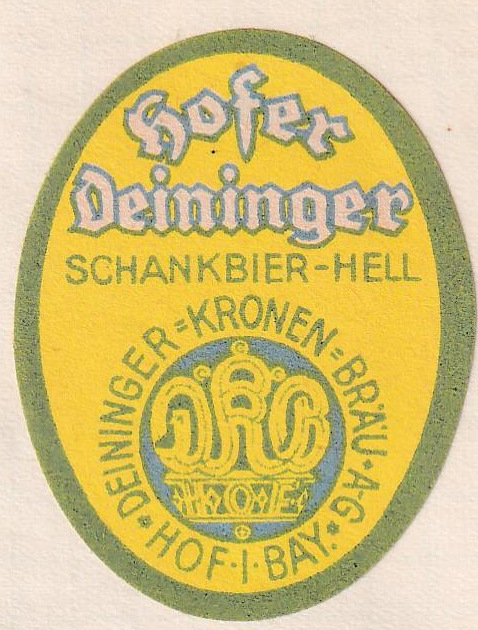 Hofer
Deininger
SCHANKBIER-HELL
DEININGER=KRONEN=BRÄU·A-G·
HOF·I·BAY.
DKB
HOF